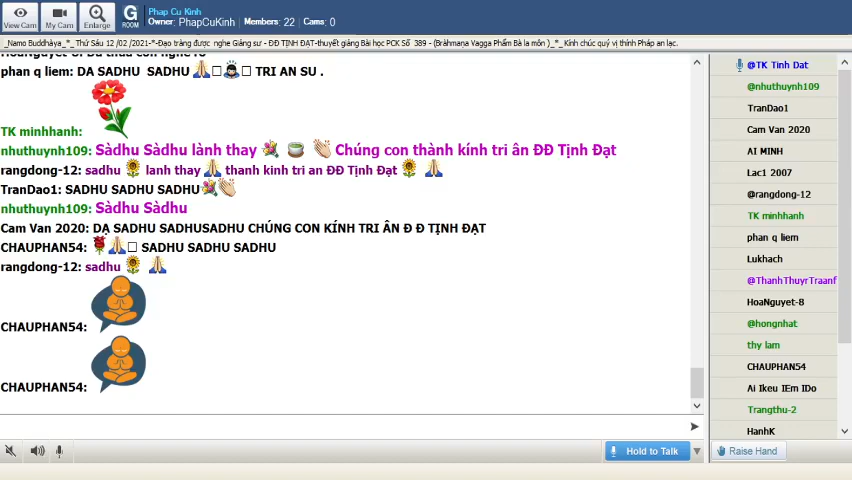 Phap Cu Kinh
Owner: PhapCuKinh Members: 22 Cams: 0
View Cam
My Cam
Enlarge
G
ROOM
_Namo Buddhàya_*_ Thứ Sáu 12 /02 /2021-*-Đạo tràng được nghe Giảng sư - ĐĐ TỊNH ĐẠT-thuyết giảng Bài học PCK Số 389 - (Bràhmaṇa Vagga Phẩm Bà la môn )_*_ Kính chúc quý vị thính Pháp an lạc.
phan q liem: DA SADHU SADHU TRI AN SU .
TK minhhanh:
nhuthuynh109: Sàdhu Sàdhu lành thay Chúng con thành kính tri ân ĐĐ Tịnh Đạt
rangdong-12: sadhu lanh thay thanh kinh tri an ĐĐ Tịnh Đạt
TranDao1: SADHU SADHU SADHU
nhuthuynh109: Sàdhu Sàdhu
Cam Van 2020: DẠ SADHU SADHUSADHU CHÚNG CON KÍNH TRI ÂN Đ Đ TỊNH ĐẠT
CHAUPHAN54: SADHU SADHU SADHU
rangdong-12: sadhu
CHAUPHAN54:
CHAUPHAN54:
@TK Tinh Dat
@nhuthuynh109
TranDao1
Cam Van 2020
AI MINH
Lac1 2007
@rangdong-12
TK minhhanh
phan q liem
Lukhach
@ThanhThuyrTraanf
HoaNguyet-8
@hongnhat
thy lam
CHAUPHAN54
Ai Ikeu IEm IDo
Trangthu-2
HanhK
Hold to Talk
Raise Hand